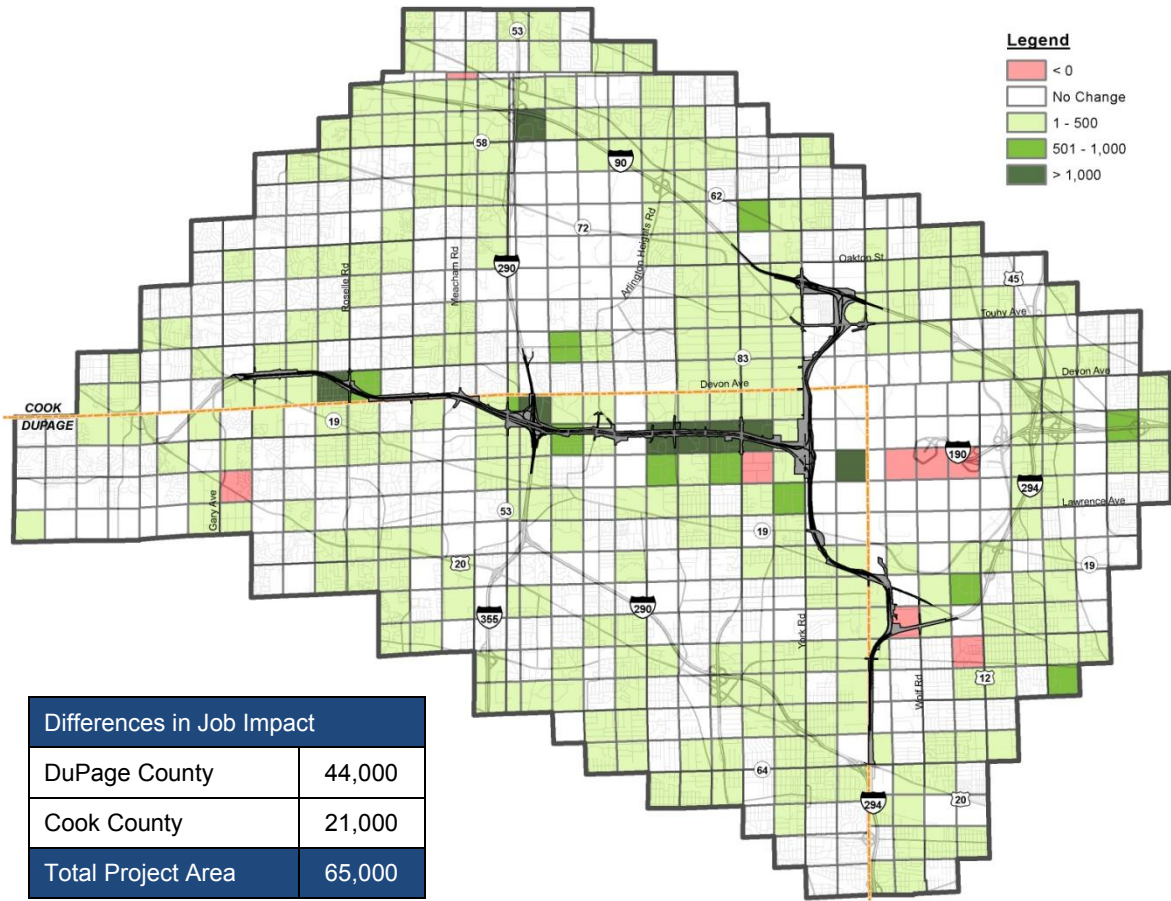 53
Legend
< 0
No Change
1 - 500
501 - 1,000
> 1,000
58
90
62
72
Arlington Heights Rd
Oakton St
Meacham Rd
Roselle Rd
290
45
Touhy Ave
83
Devon Ave
Devon Ave
COOK
DUPAGE
19
190
294
Lawrence Ave
Gary Ave
53
19
20
19
290
355
York Rd
12
Wolf Rd
64
294
20
Differences in Job Impact
DuPage County 44,000
Cook County 21,000
Total Project Area 65,000